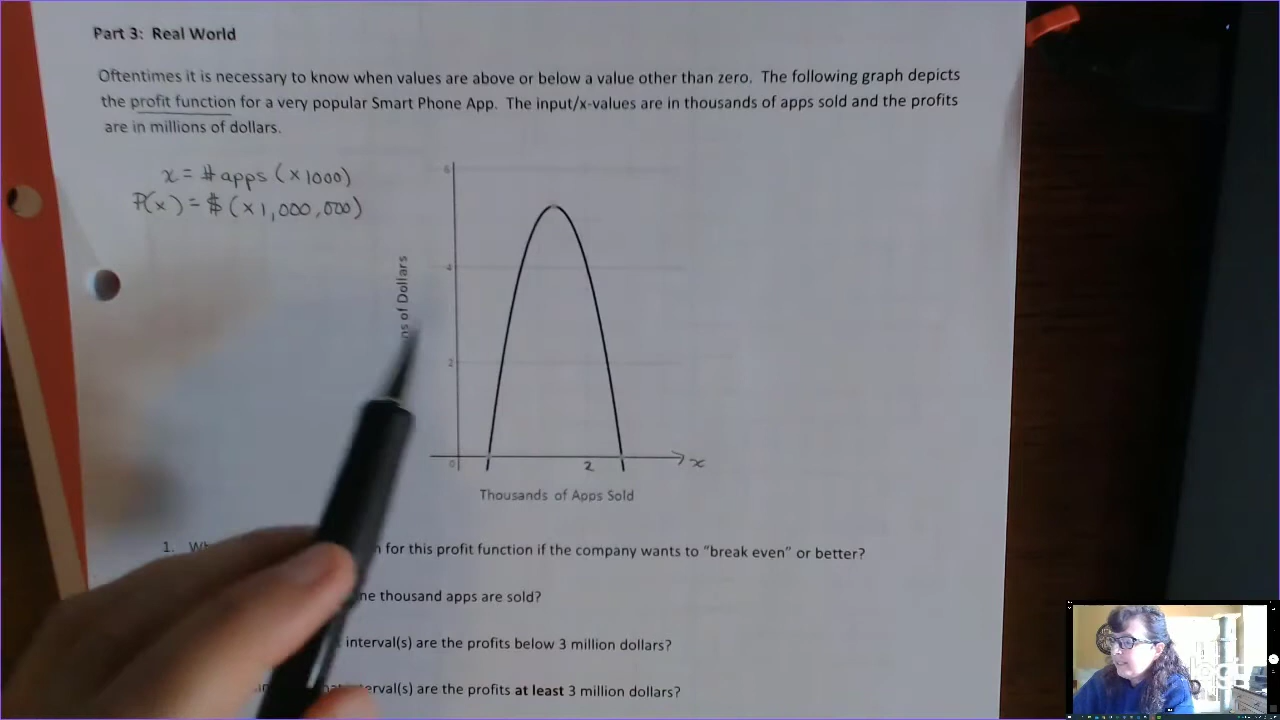 Part 3: Real World
Oftentimes it is necessary to know when values are above or below a value other than zero. The following graph depicts
the profit function for a very popular Smart Phone App. The input/x-values are in thousands of apps sold and the profits
are in millions of dollars.
x = # apps (×1000)
P(x) = $ (×1,000,000)
6
4
of Dollars
2
0
2
x
Thousands of Apps Sold
1.
for this profit function if the company wants to "break even" or better?
thousand apps are sold?
interval(s) are the profits below 3 million dollars?
are the profits at least 3 million dollars?